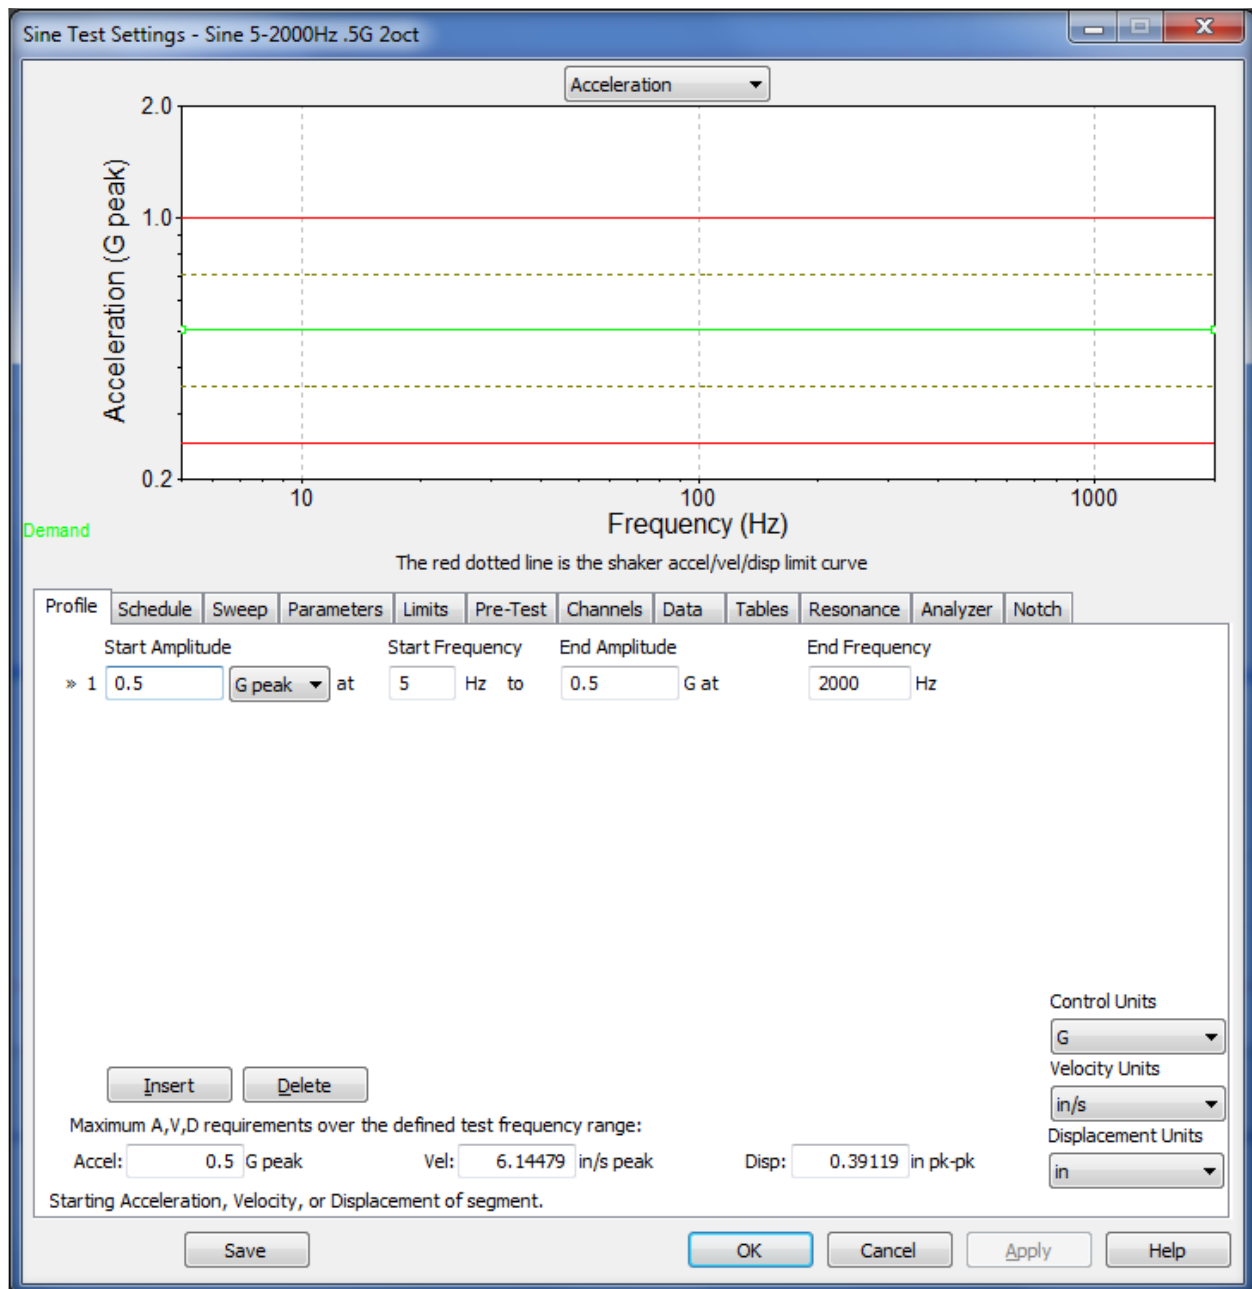 Sine Test Settings - Sine 5-2000Hz .5G 2oct
Acceleration
2.0
1.0
0.2
Acceleration (G peak)
10 100 1000
Frequency (Hz)
Demand
The red dotted line is the shaker accel/vel/disp limit curve
Profile Schedule Sweep Parameters Limits Pre-Test Channels Data Tables Resonance Analyzer Notch
Start Amplitude Start Frequency End Amplitude End Frequency
» 1 0.5 G peak at 5 Hz to 0.5 G at 2000 Hz
Control Units
G
Velocity Units
in/s
Displacement Units
in
Insert Delete
Maximum A,V,D requirements over the defined test frequency range:
Accel: 0.5 G peak Vel: 6.14479 in/s peak Disp: 0.39119 in pk-pk
Starting Acceleration, Velocity, or Displacement of segment.
Save OK Cancel Apply Help